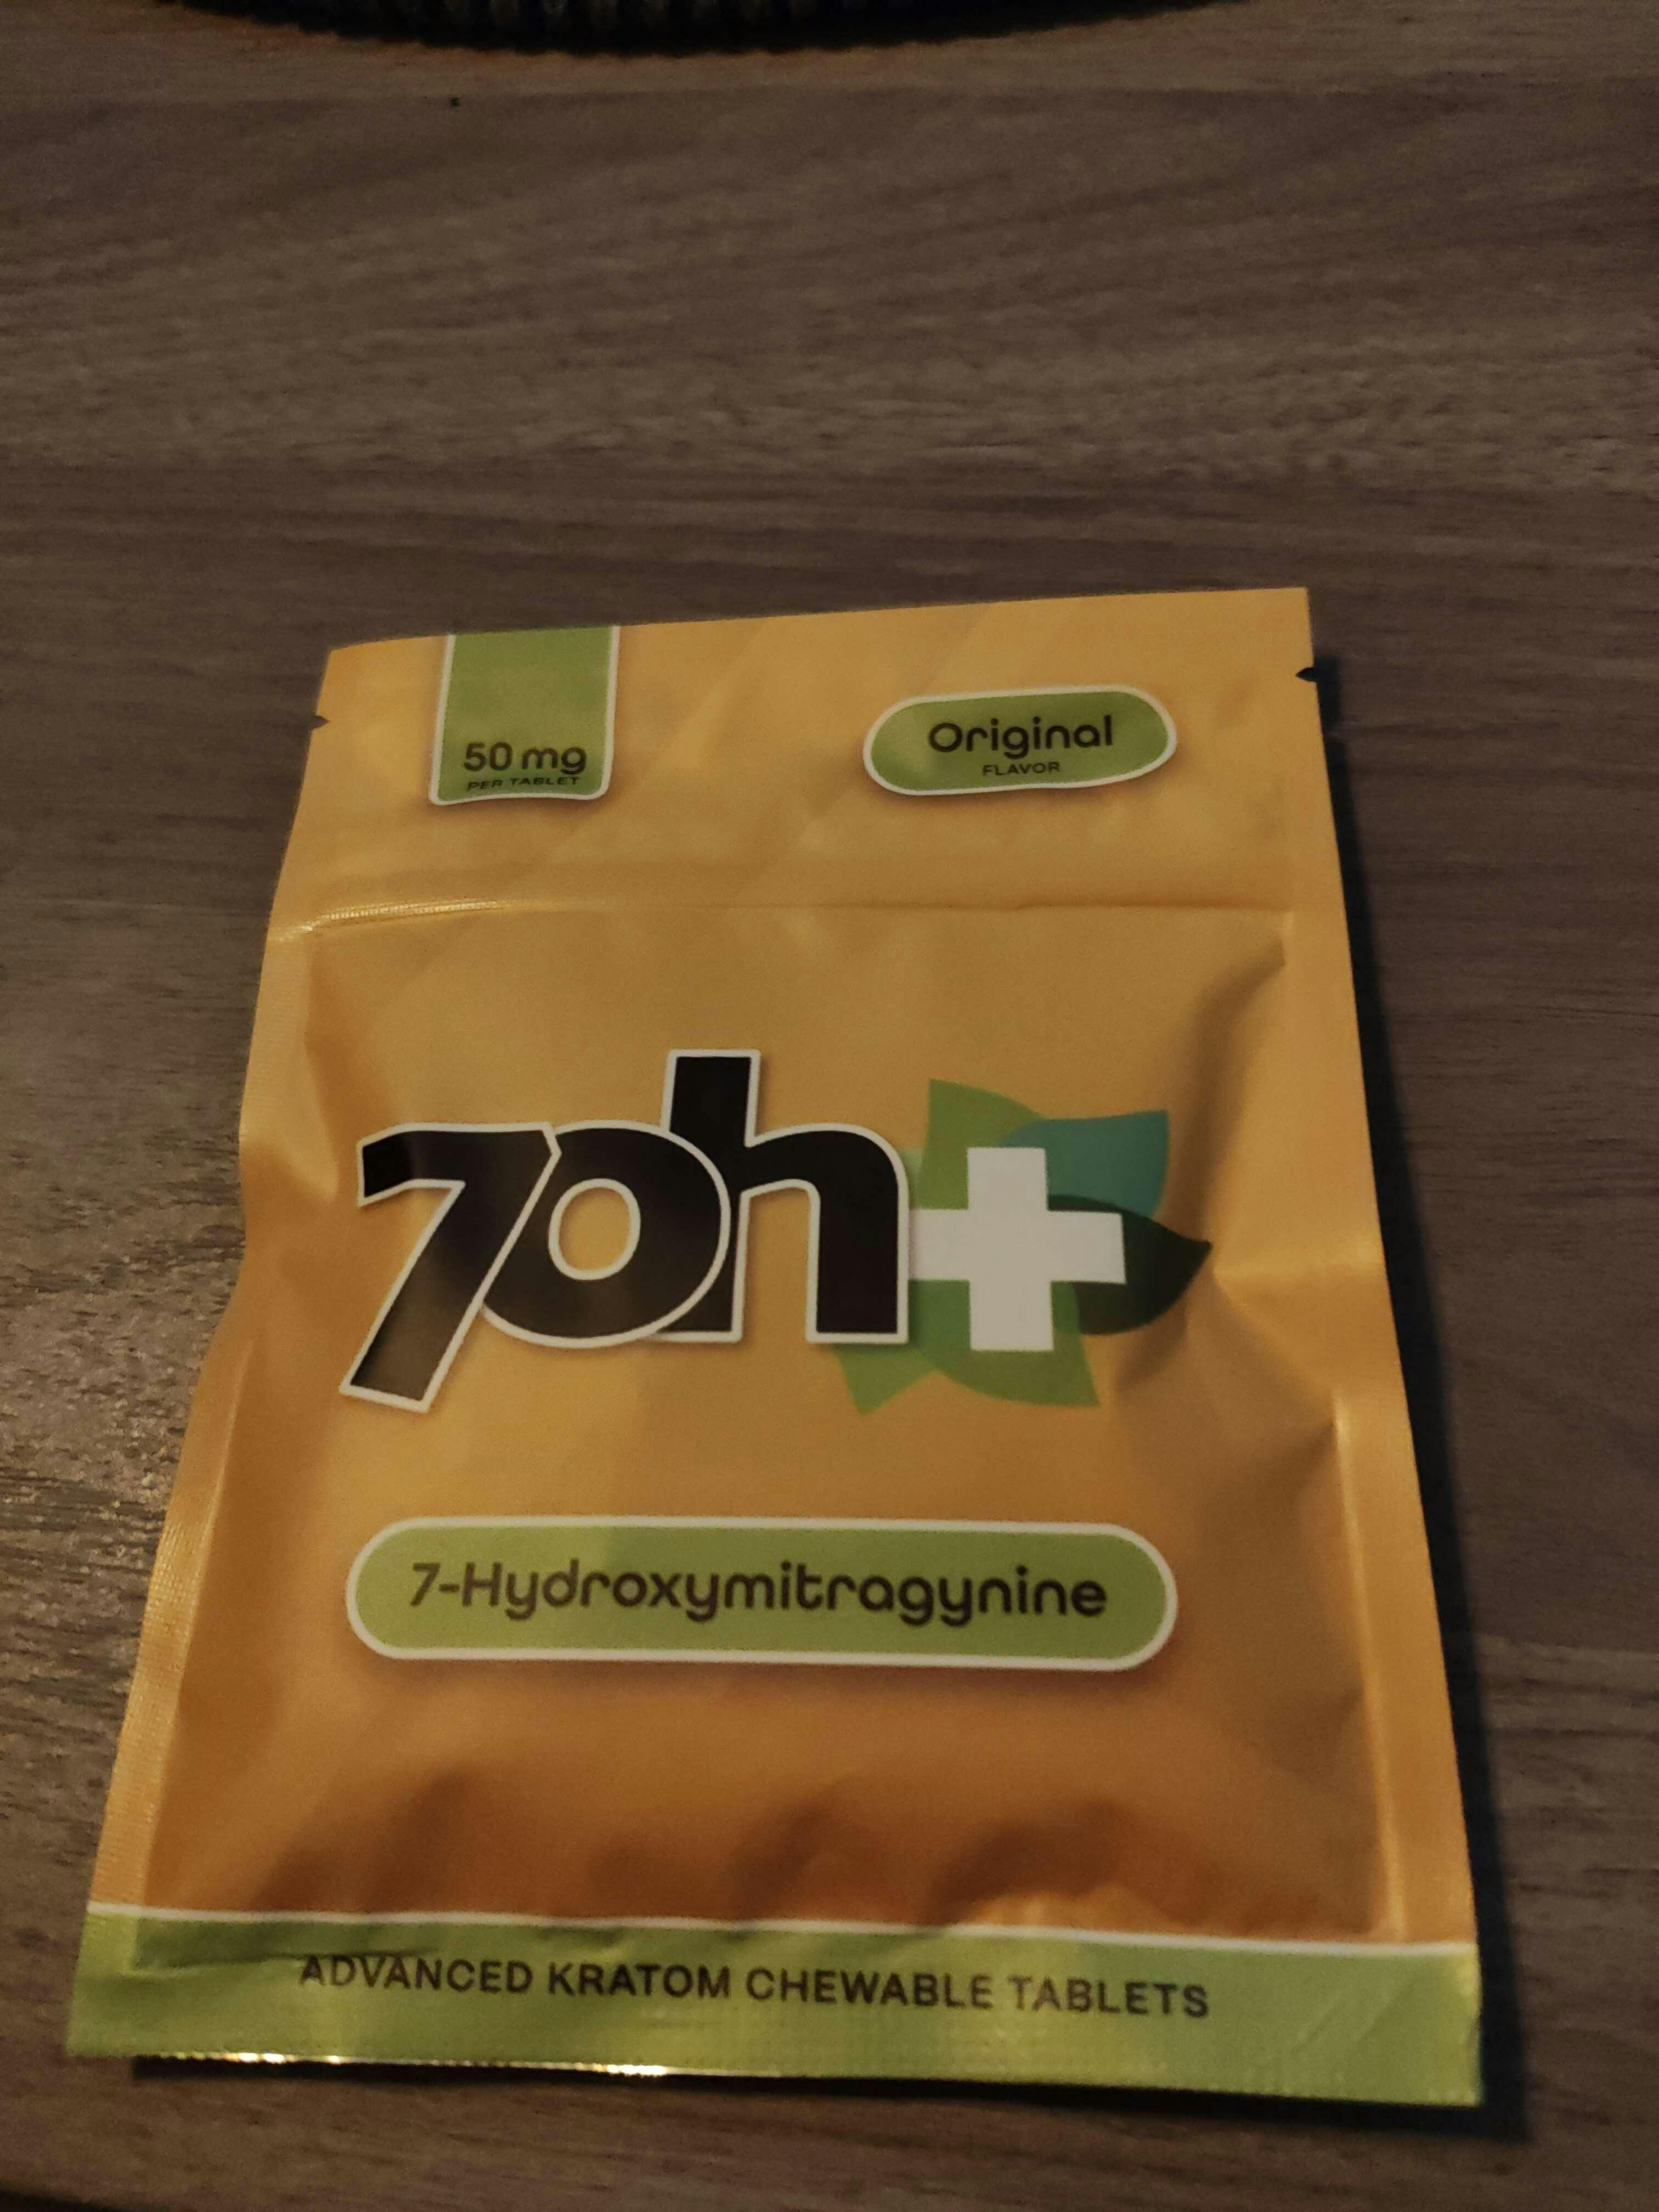 50 mg
PER TABLET
Original
FLAVOR
7oh+
7-Hydroxymitragynine
ADVANCED KRATOM CHEWABLE TABLETS